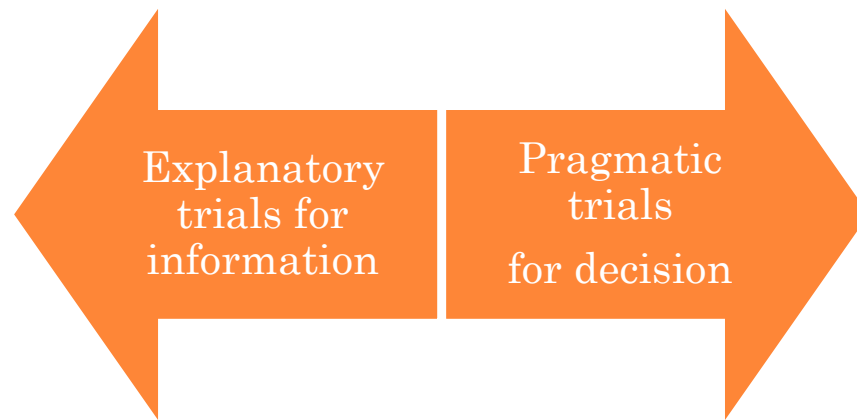 Explanatory
trials for
information
Pragmatic
trials
for decision